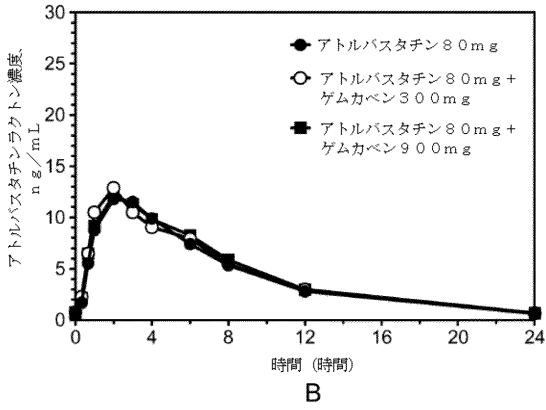 アトルバスタチンラクトン濃度、
ng/mL
30
25
20
15
10
5
0
アトルバスタチン80mg
アトルバスタチン80mg+
ゲムカベン300mg
アトルバスタチン80mg+
ゲムカベン900mg
0 4 8 12 16 20 24
時間 (時間)
B